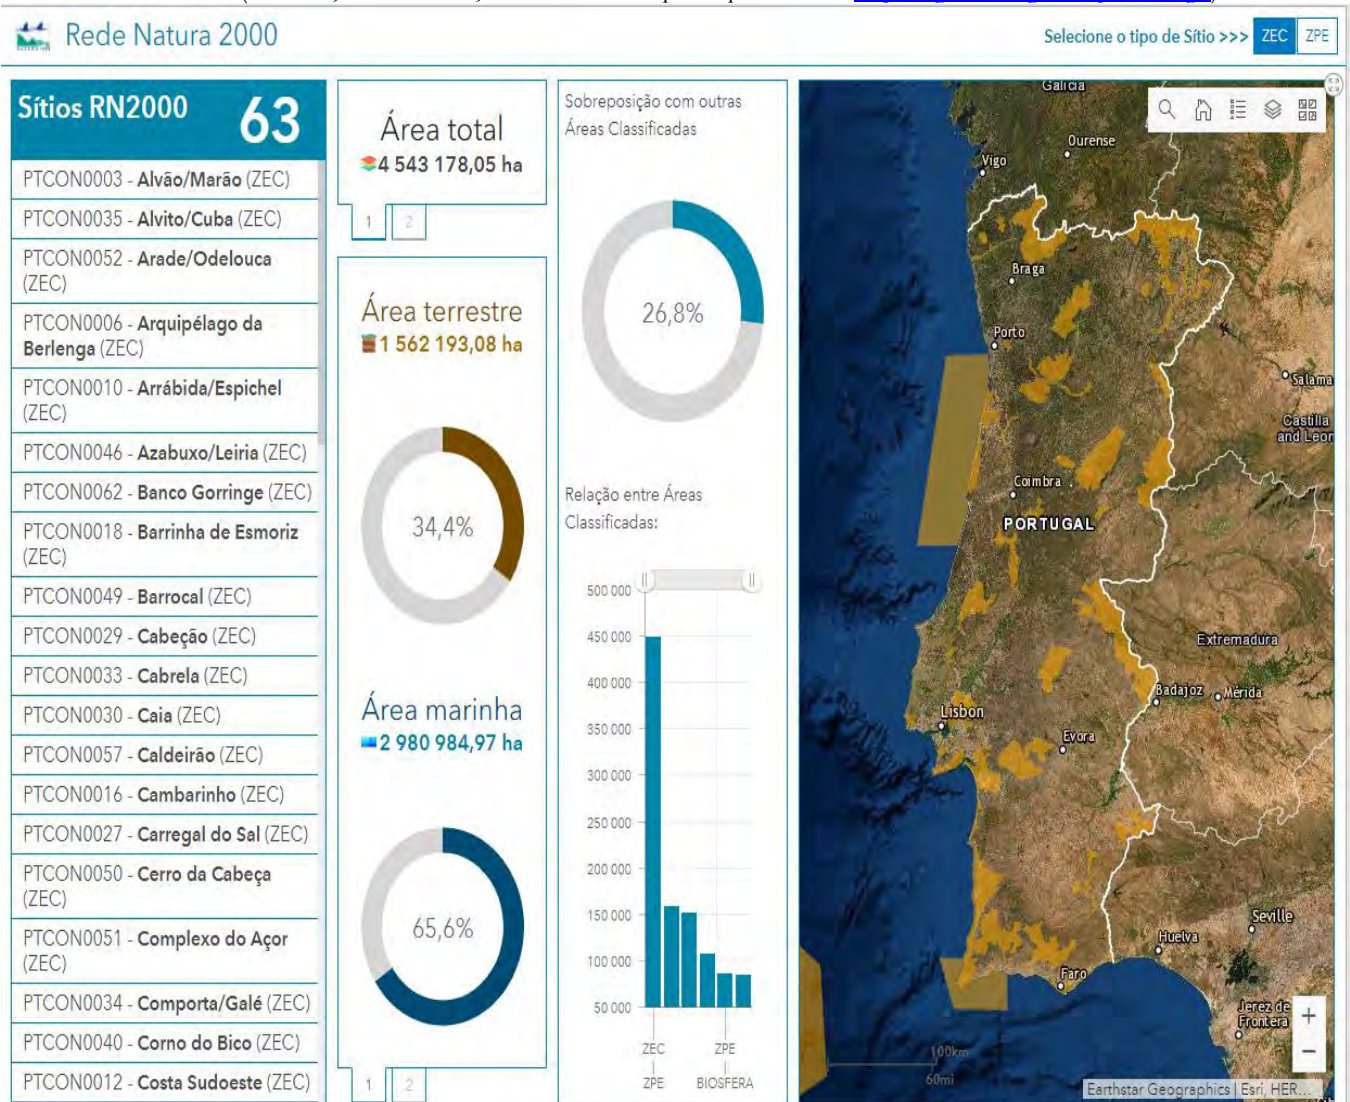 Rede Natura 2000
Selecione o tipo de Sítio >>> ZEC ZPE
Sítios RN2000 63
PTCON0003 - Alvão/Marão (ZEC)
PTCON0035 - Alvito/Cuba (ZEC)
PTCON0052 - Arade/Odelouca
(ZEC)
PTCON0006 - Arquipélago da
Berlenga (ZEC)
PTCON0010 - Arrábida/Espichel
(ZEC)
PTCON0046 - Azabuxo/Leiria (ZEC)
PTCON0062 - Banco Gorringe (ZEC)
PTCON0018 - Barrinha de Esmoriz
(ZEC)
PTCON0049 - Barrocal (ZEC)
PTCON0029 - Cabeção (ZEC)
PTCON0033 - Cabrela (ZEC)
PTCON0030 - Caia (ZEC)
PTCON0057 - Caldeirão (ZEC)
PTCON0016 - Cambarinho (ZEC)
PTCON0027 - Carregal do Sal (ZEC)
PTCON0050 - Cerro da Cabeça
(ZEC)
PTCON0051 - Complexo do Açor
(ZEC)
PTCON0034 - Comporta/Galé (ZEC)
PTCON0040 - Corno do Bico (ZEC)
PTCON0012 - Costa Sudoeste (ZEC)
Área total
4 543 178,05 ha
1 2
Área terrestre
1 562 193,08 ha
34,4%
Área marinha
2 980 984,97 ha
65,6%
1 2
Sobreposição com outras
Áreas Classificadas
26,8%
Relação entre Áreas
Classificadas:
500 000
450 000
400 000
350 000
300 000
250 000
200 000
150 000
100 000
50 000
ZEC ZPE
ZPE BIOSFERA
Galicia
Ourense
Vigo
Braga
Porto
Salama
Castilla
and Leon
Coimbra
PORTUGAL
Extremadura
Badajoz
Mérida
Lisbon
Evora
Seville
Huelva
Faro
Jerez de
Frontera
+
−
100km
60mi
Earthstar Geographics | Esri, HER...